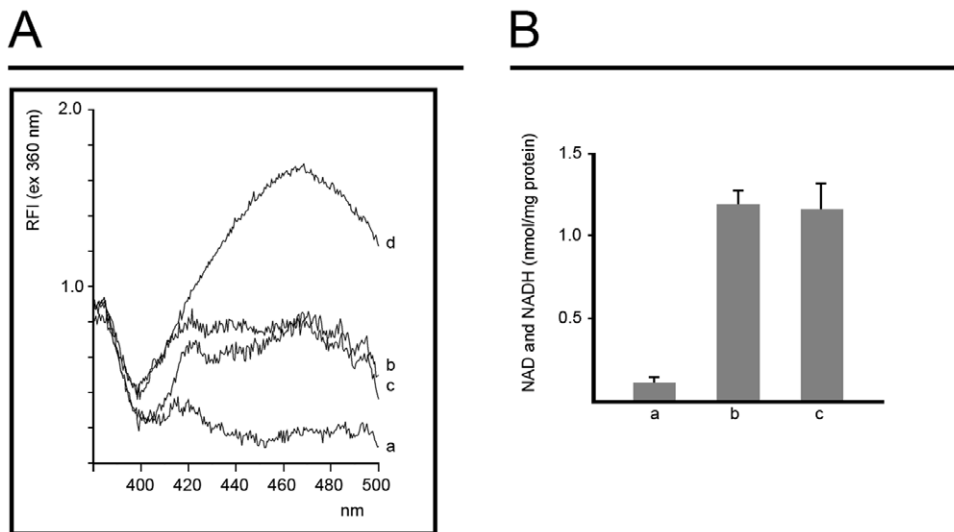 A
RFI (ex 360 nm)
2.0
1.0
d
b
c
a
400 420 440 460 480 500
nm
B
NAD and NADH (nmol/mg protein)
1.5
1.0
0.5
a b c